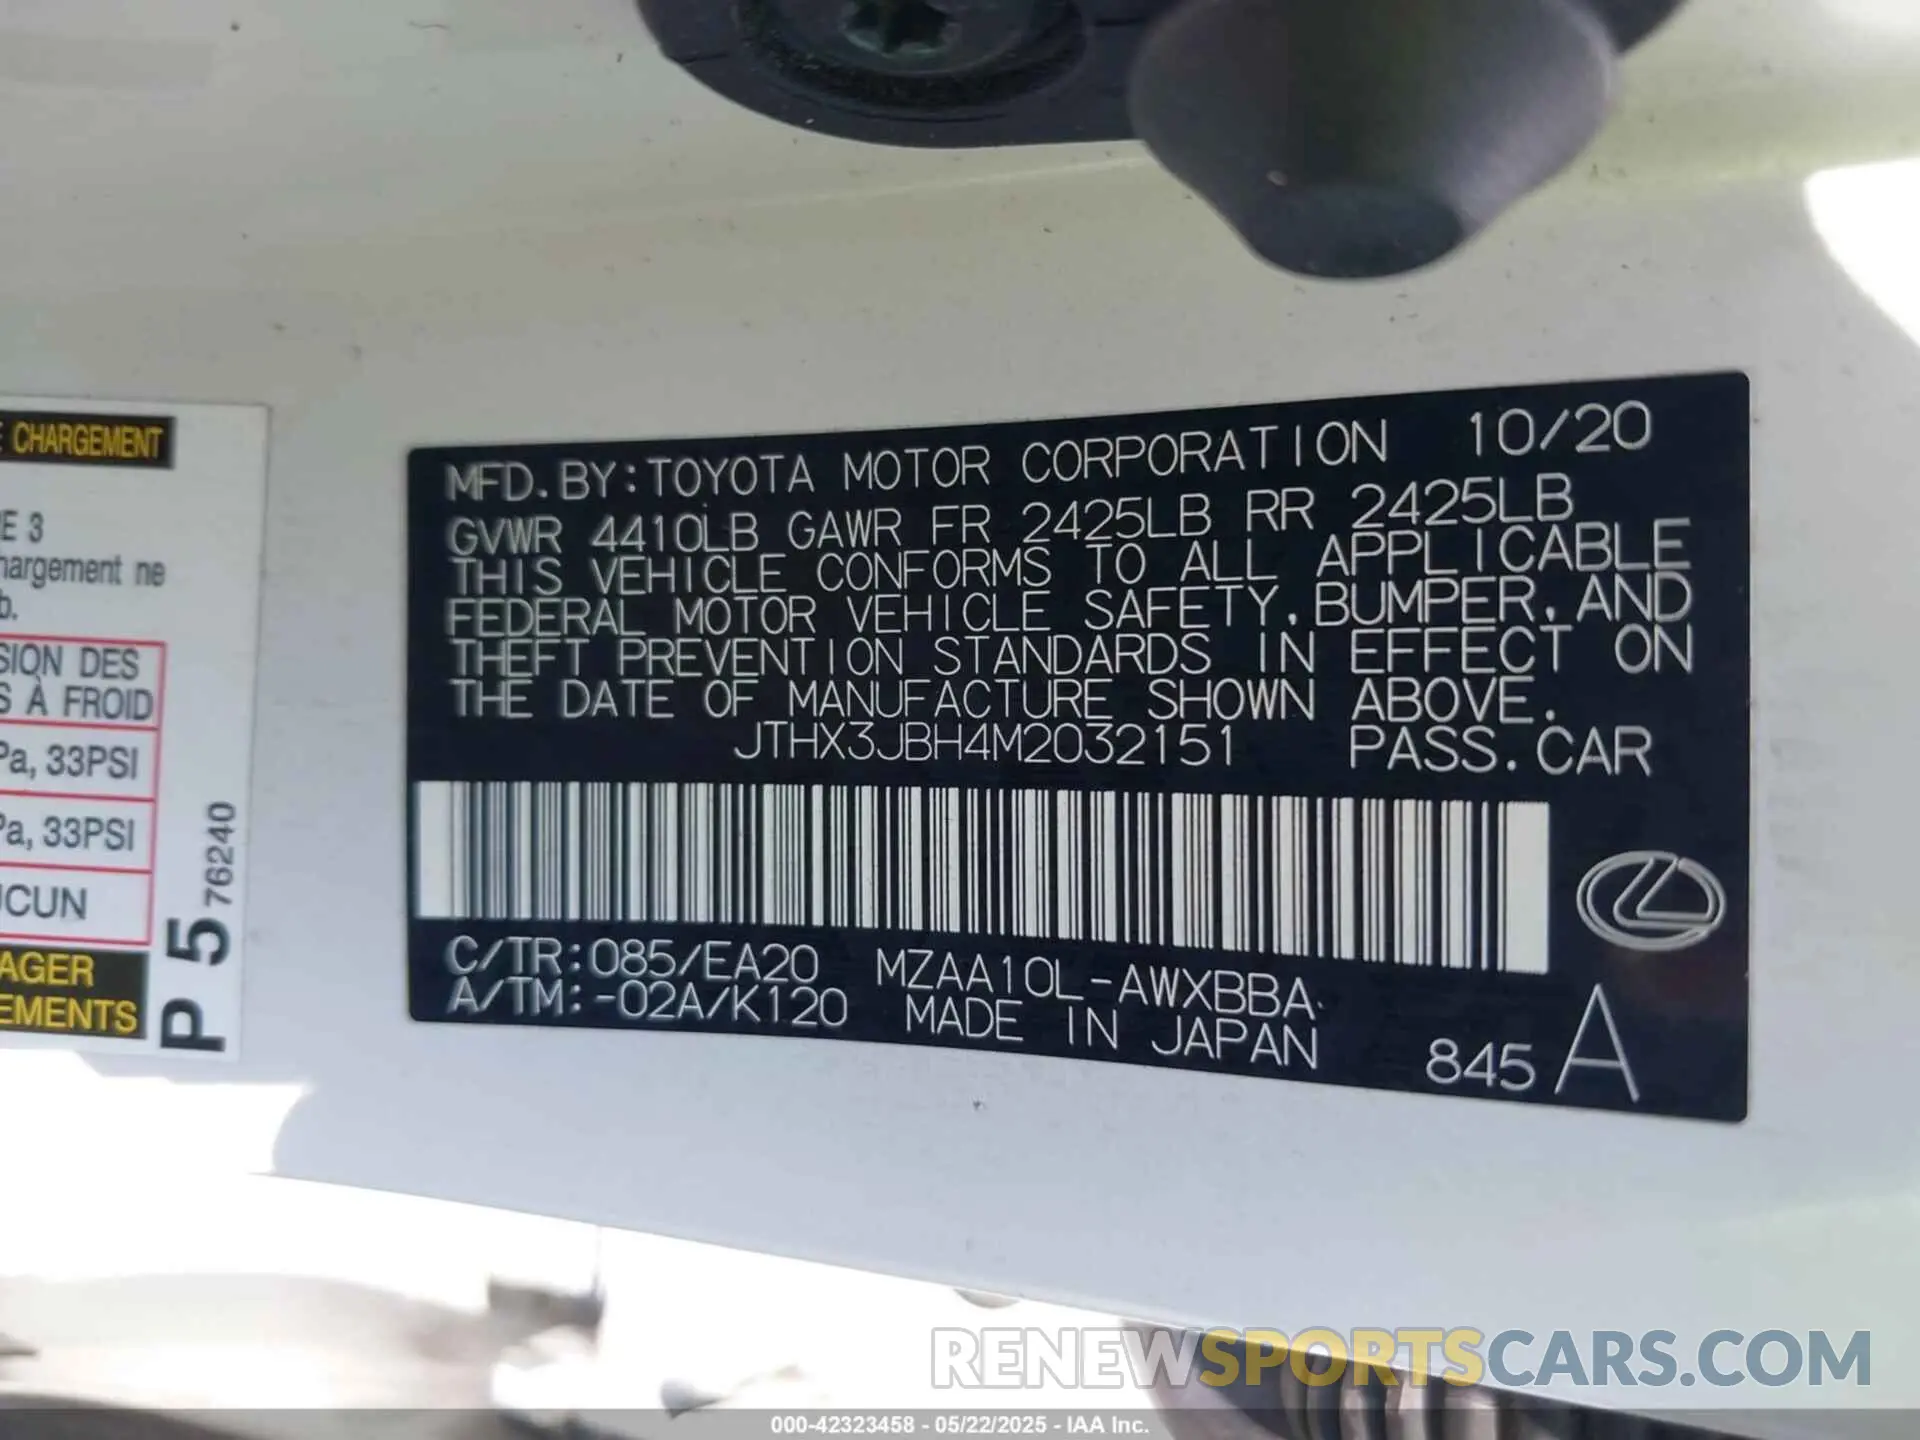 E CHARGEMENT
RE 3
hargement ne
b.
SION DES
S À FROID
Pa, 33PSI
Pa, 33PSI
UCUN
AGER
EMENTS
P 5 76240
MFD. BY: TOYOTA MOTOR CORPORATION 10/20
GVWR 4410LB GAWR FR 2425LB RR 2425LB
THIS VEHICLE CONFORMS TO ALL APPLICABLE
FEDERAL MOTOR VEHICLE SAFETY, BUMPER, AND
THEFT PREVENTION STANDARDS IN EFFECT ON
THE DATE OF MANUFACTURE SHOWN ABOVE.
JTHX3JBH4M2032151 PASS. CAR
C/TR: 085/EA20 MZAA10L-AWXBBA
A/TM: -02A/K120 MADE IN JAPAN 845 A
RENEWSPORTSCARS.COM
000-42323458 - 05/22/2025 - IAA Inc.